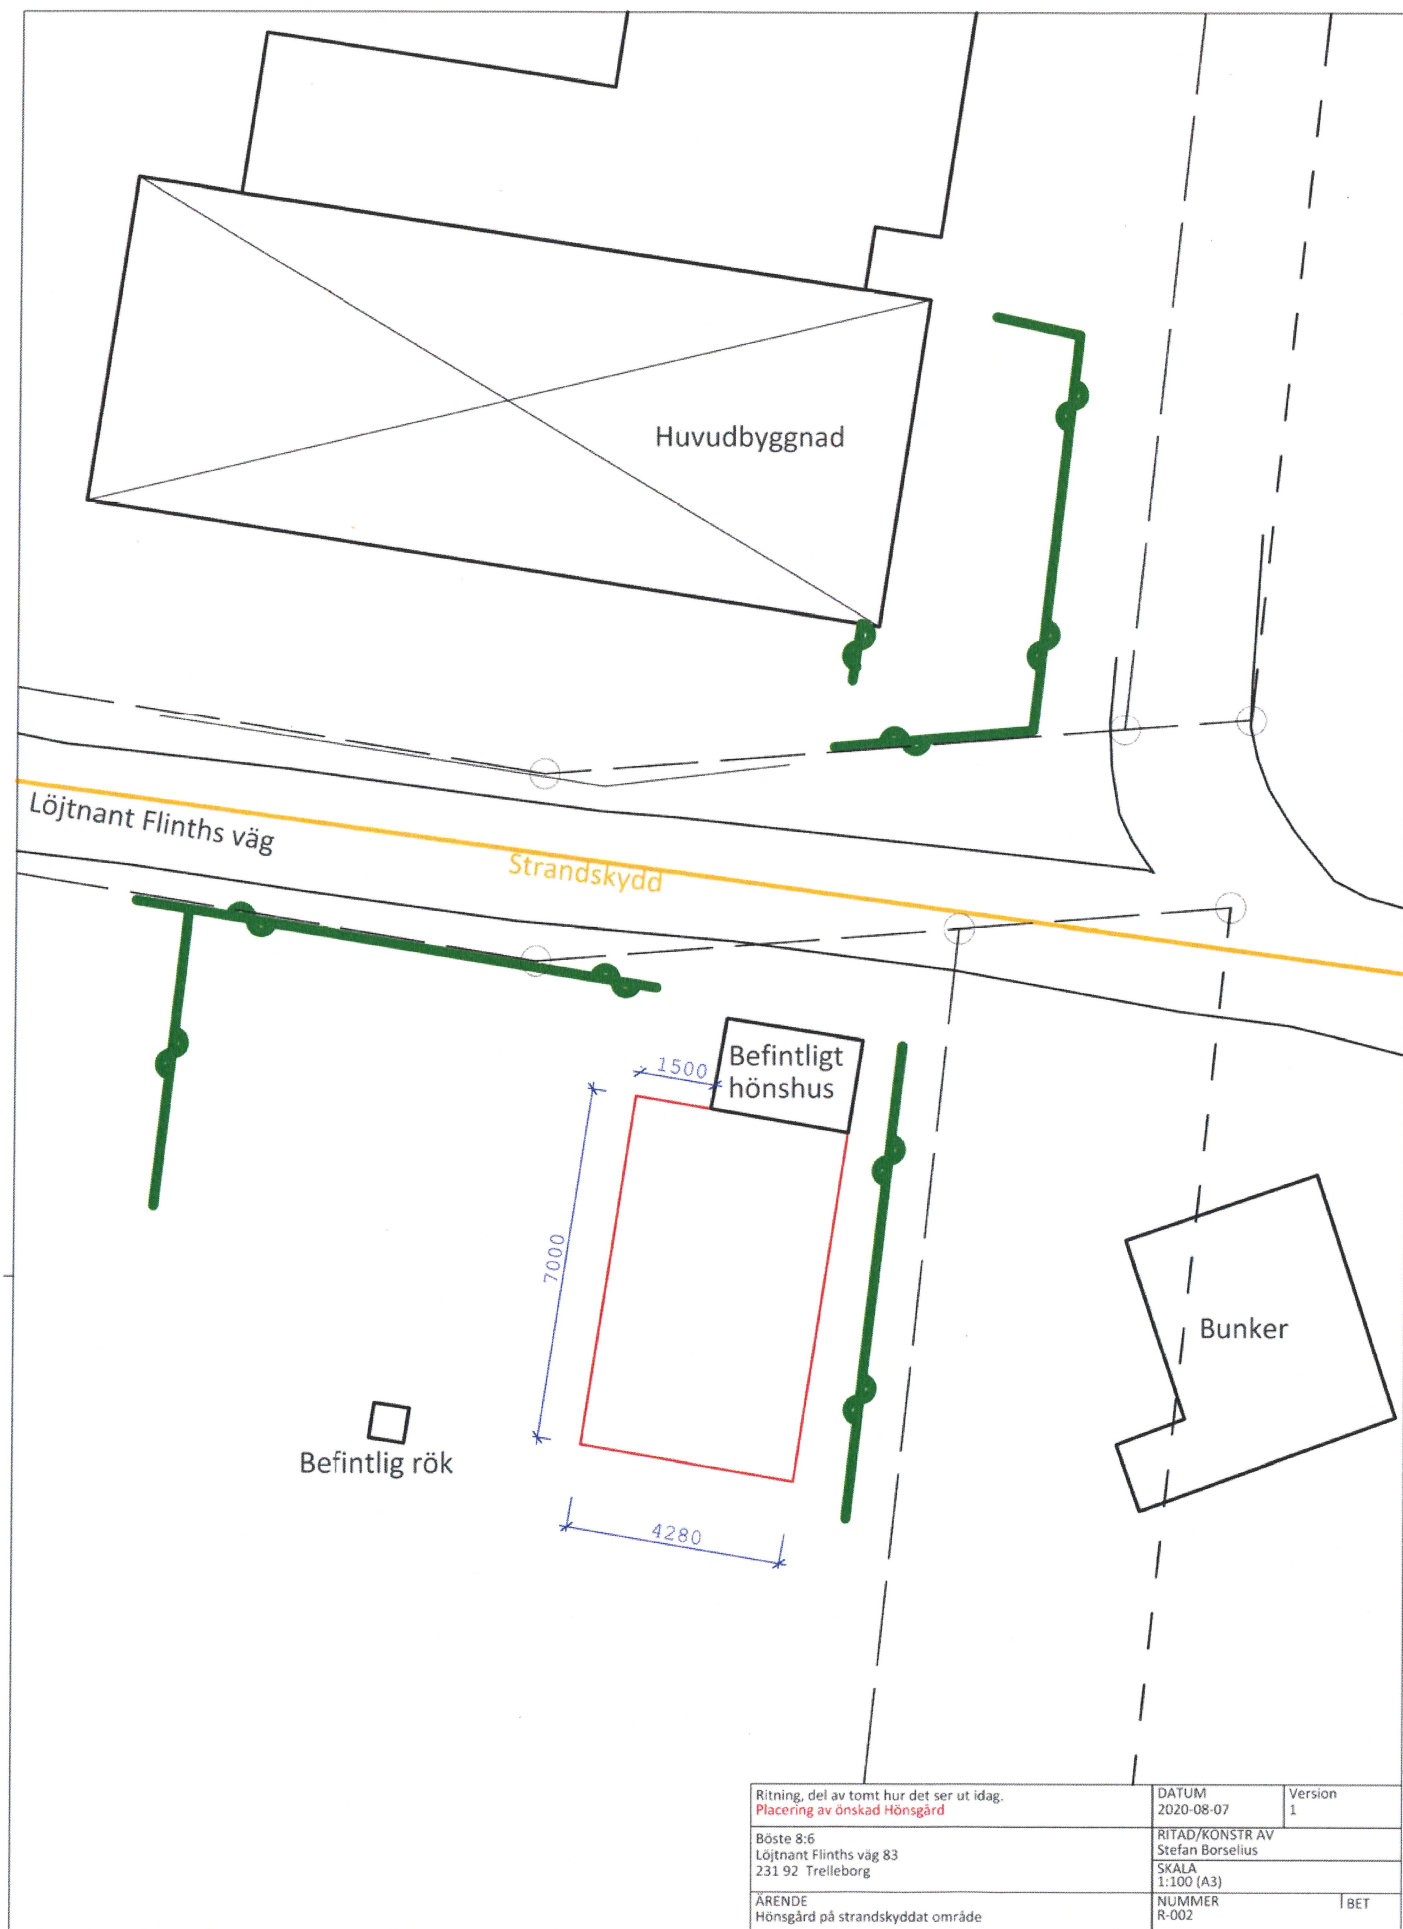 Huvudbyggnad
Löjtnant Flinths väg
Strandskydd
1500
Befintligt
hönshus
7000
Bunker
Befintlig rök
4280
Ritning, del av tomt hur det ser ut idag.
Placering av önskad Hönsgård
DATUM
2020-08-07
Version
1
Böste 8:6
Löjtnant Flinths väg 83
231 92 Trelleborg
RITAD/KONSTR AV
Stefan Borselius
SKALA
1:100 (A3)
ÄRENDE
Hönsgård på strandskyddat område
NUMMER
R-002
BET